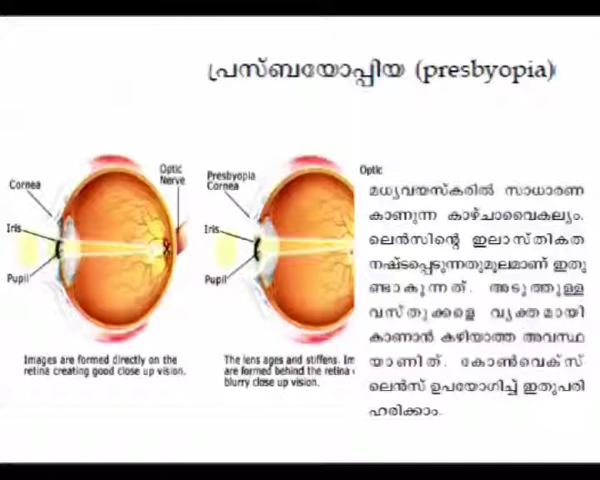 പ്രസ്ബയോപ്പിയ (presbyopia)
Cornea
Optic
Nerve
Iris
Pupil
Images are formed directly on the
retina creating good close up vision.
Presbyopia
Cornea
Optic
Iris
Pupil
The lens ages and stiffens. Im
are formed behind the retina
blurry close up vision.
മധ്യവയസ്കരിൽ സാധാരണ
കാണുന്ന കാഴ്ചാവൈകല്യം.
ലെൻസിന്റെ ഇലാസ്തികത
നഷ്ടപ്പെടുന്നതുമൂലമാണ് ഇതു
ണ്ടാകുന്നത്. അടുത്തുള്ള
വസ്തുക്കളെ വ്യക്തമായി
കാണാൻ കഴിയാത്ത അവസ്ഥ
യാണിത്. കോൺവെക്സ്
ലെൻസ് ഉപയോഗിച്ച് ഇതുപരി
ഹരിക്കാം.